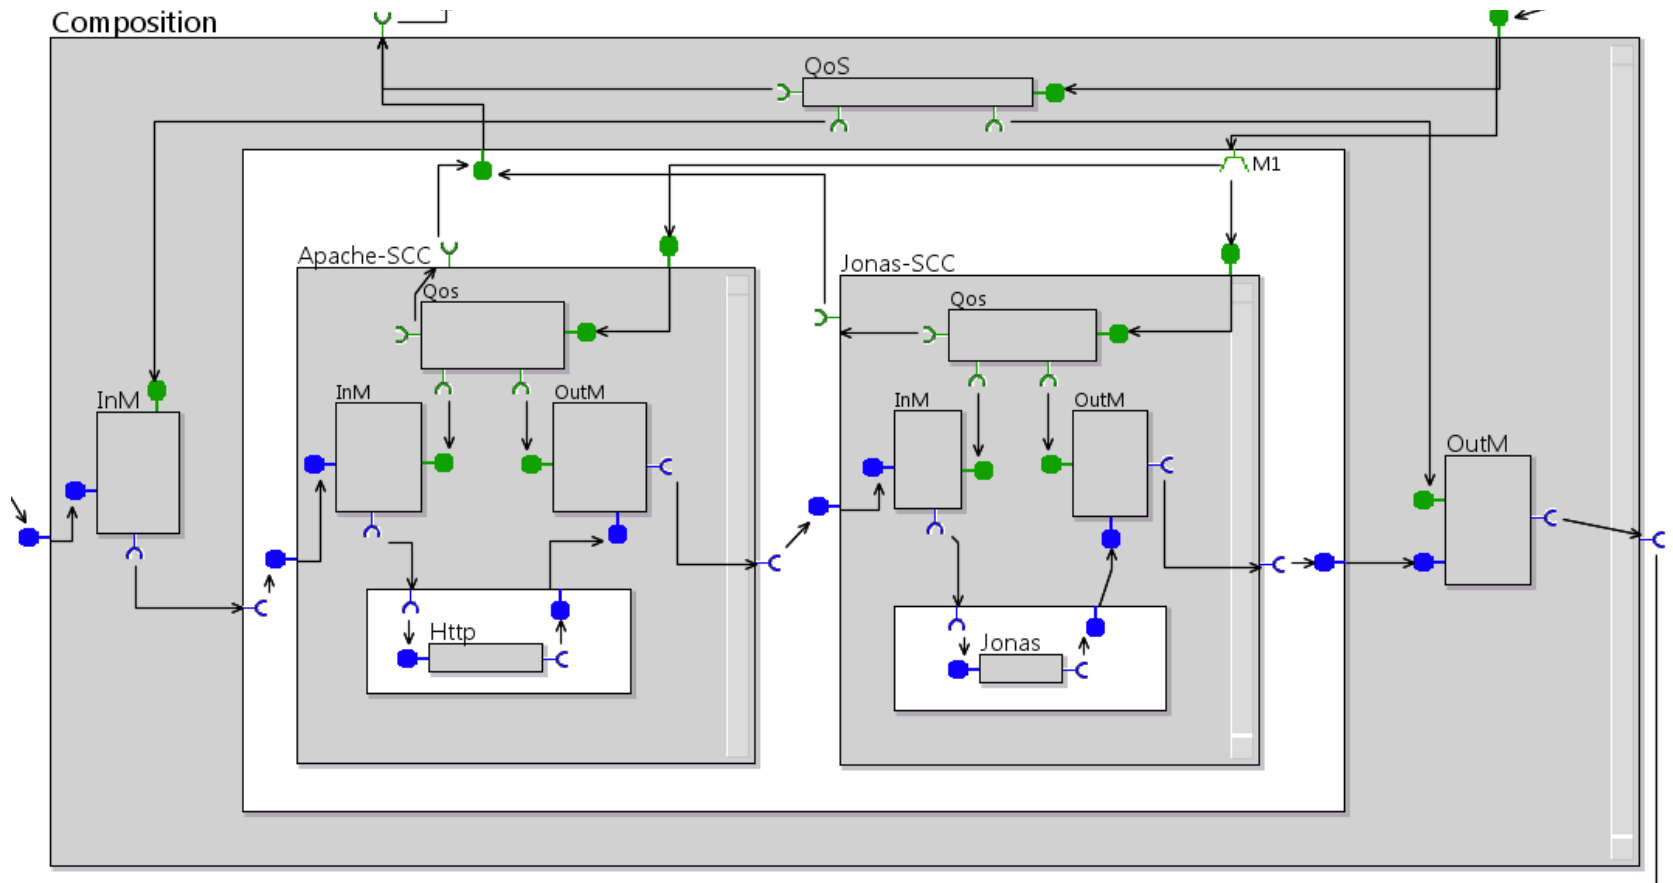 Composition
QoS
M1
Apache-SCC
Jonas-SCC
Qos
Qos
InM
InM
OutM
InM
OutM
OutM
Http
Jonas